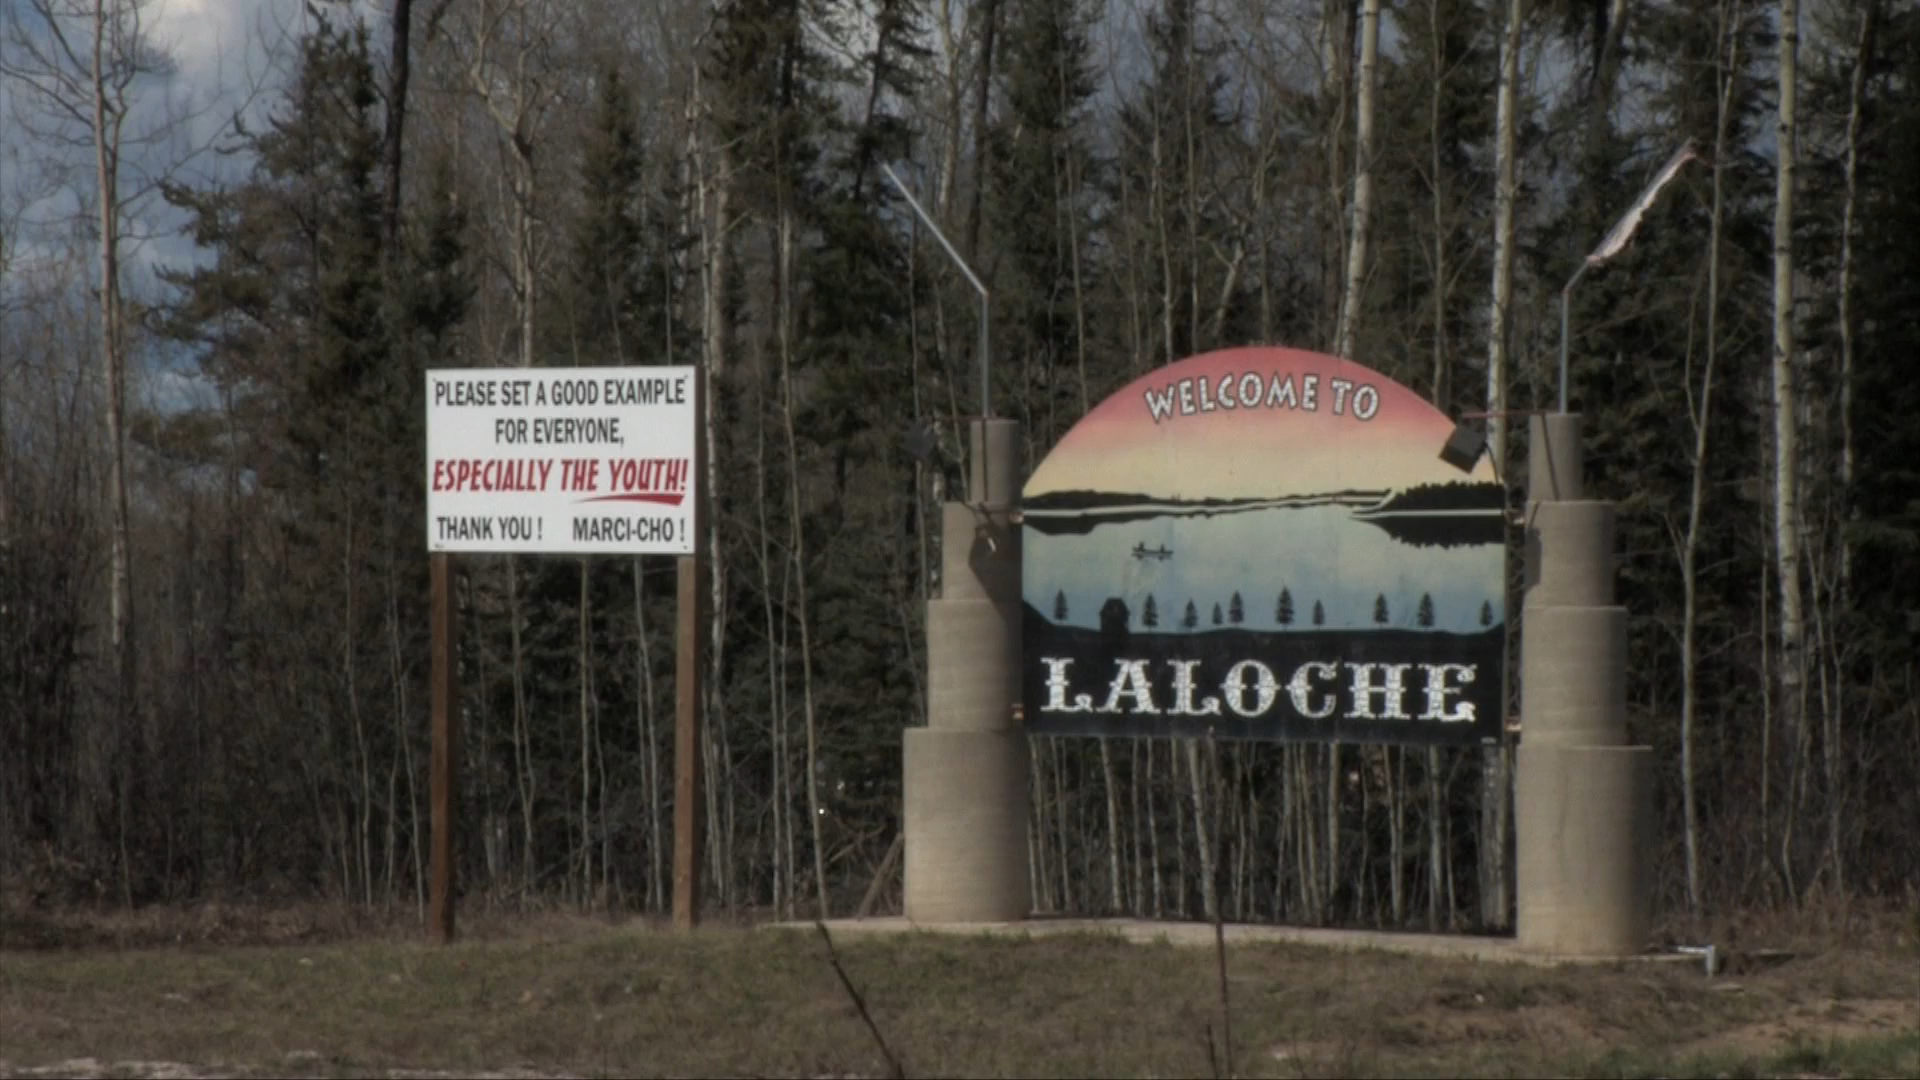 PLEASE SET A GOOD EXAMPLE
FOR EVERYONE,
ESPECIALLY THE YOUTH!
THANK YOU! MARCI-CHO!
WELCOME TO
LALOCHE